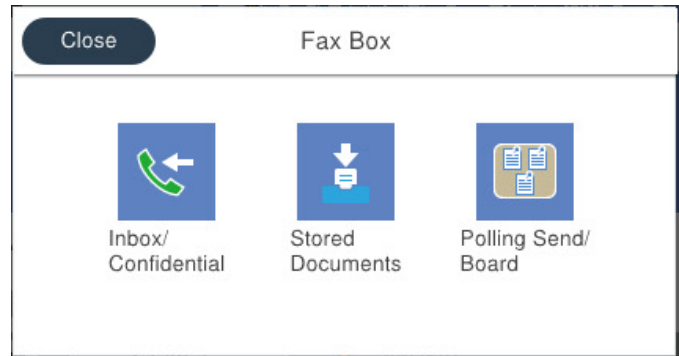 Close
Fax Box
Inbox/
Confidential
Stored
Documents
Polling Send/
Board